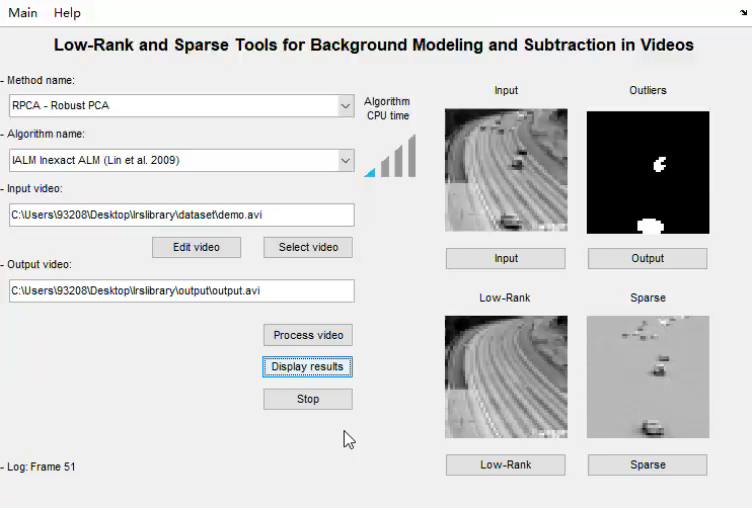 Main Help
Low-Rank and Sparse Tools for Background Modeling and Subtraction in Videos
- Method name:
RPCA - Robust PCA
- Algorithm name:
IALM Inexact ALM (Lin et al. 2009)
Algorithm
CPU time
- Input video:
C:\Users\93208\Desktop\lrslibrary\dataset\demo.avi
Edit video
Select video
- Output video:
C:\Users\93208\Desktop\lrslibrary\output\output.avi
Process video
Display results
Stop
- Log: Frame 51
Input
Outliers
Input
Output
Low-Rank
Sparse
Low-Rank
Sparse